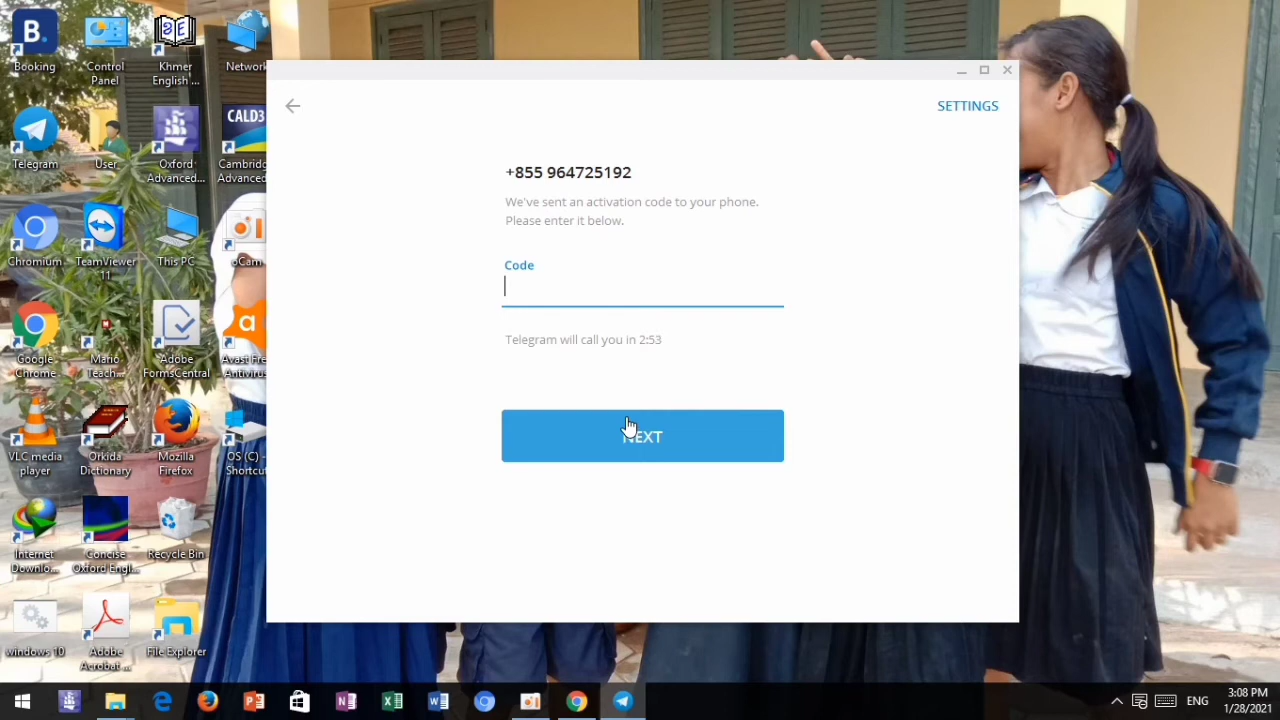 Booking
Control Panel
Khmer English'...
Network
Telegram
User
Oxford Advanced...
CALD3
Cambridg Advanced
Chromium
TeamViewer 11
This PC
oCam
Google Chrome
Mario Teach...
Adobe FormsCentral
Avast Fre Antivirus
VLC media player
Orkida Dictionary
Mozilla Firefox
OS (C) - Shortcu
Internet Downlo...
Concise Oxford Engl...
Recycle Bin
windows 10
Adobe Acrobat ...
File Explorer
SETTINGS
+855 964725192
We've sent an activation code to your phone.
Please enter it below.
Code
Telegram will call you in 2:53
NEXT
ENG
3:08 PM
1/28/2021